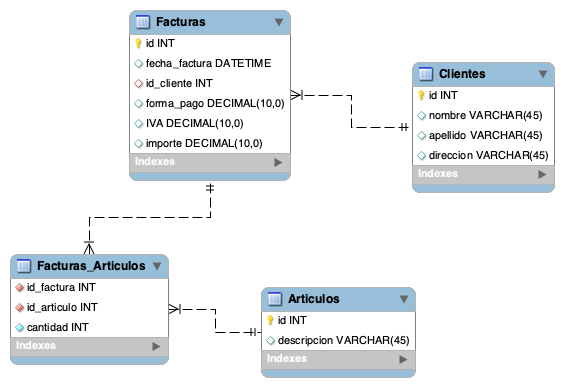 Facturas
id INT
fecha_factura DATETIME
id_cliente INT
forma_pago DECIMAL(10,0)
IVA DECIMAL(10,0)
importe DECIMAL(10,0)
Indexes
Clientes
id INT
nombre VARCHAR(45)
apellido VARCHAR(45)
direccion VARCHAR(45)
Indexes
Facturas_Articulos
id_factura INT
id_articulo INT
cantidad INT
Indexes
Articulos
id INT
descripcion VARCHAR(45)
Indexes